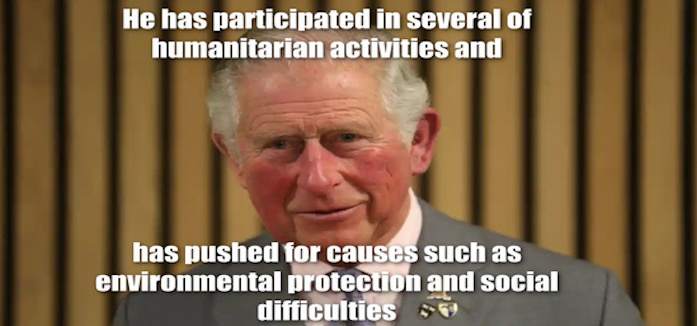 He has participated in several of
humanitarian activities and
has pushed for causes such as
environmental protection and social
difficulties